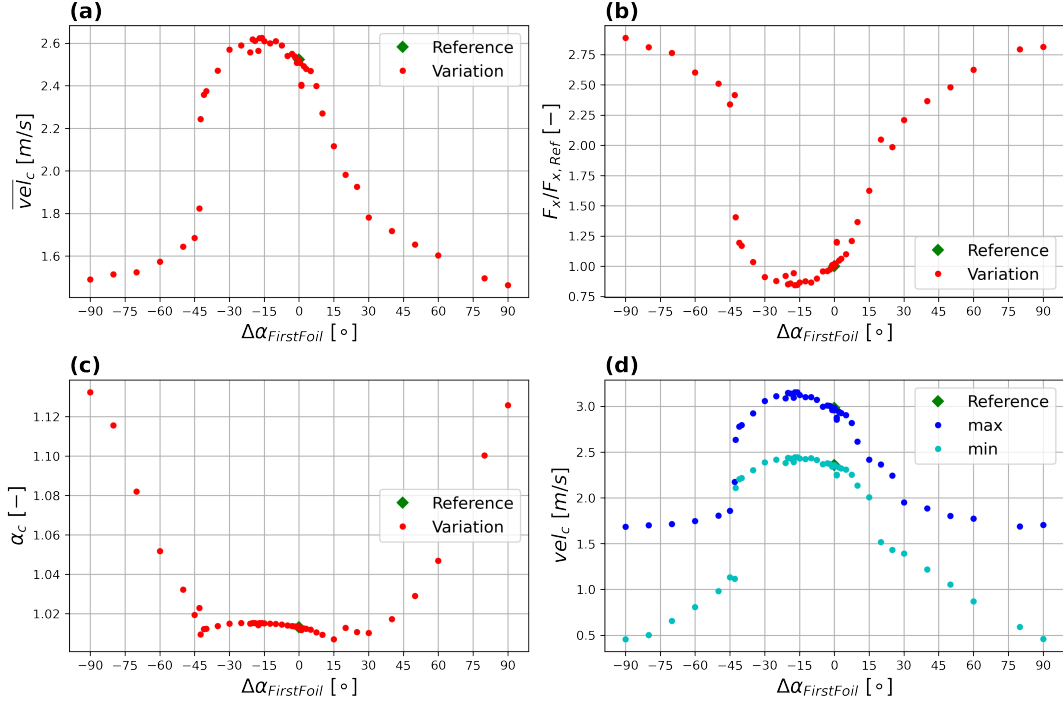 (a)
2.6
2.4
2.2
2.0
1.8
1.6
vel_c [m/s]
Reference
Variation
−90 −75 −60 −45 −30 −15 0 15 30 45 60 75 90
Δα_FirstFoil [∘]
(b)
2.75
2.50
2.25
2.00
1.75
1.50
1.25
1.00
0.75
F_x/F_x,Ref [−]
Reference
Variation
−90 −75 −60 −45 −30 −15 0 15 30 45 60 75 90
Δα_FirstFoil [∘]
(c)
1.12
1.10
1.08
1.06
1.04
1.02
α_c [−]
Reference
Variation
−90 −75 −60 −45 −30 −15 0 15 30 45 60 75 90
Δα_FirstFoil [∘]
(d)
3.0
2.5
2.0
1.5
1.0
0.5
vel_c [m/s]
Reference
max
min
−90 −75 −60 −45 −30 −15 0 15 30 45 60 75 90
Δα_FirstFoil [∘]